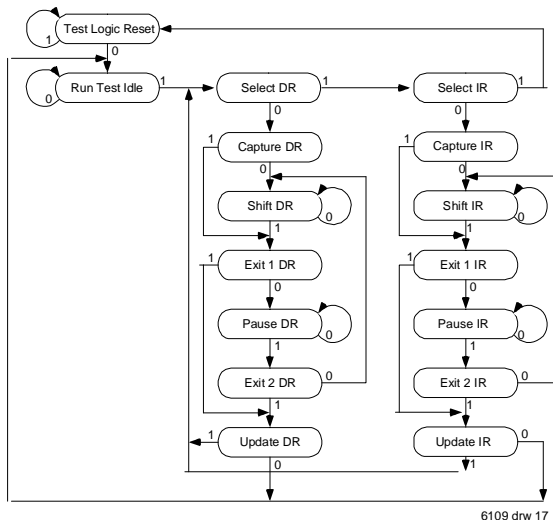 Test Logic Reset
1
0
Run Test Idle
0
1
Select DR
1
Select IR
1
0
0
1
Capture DR
1
Capture IR
0
0
Shift DR
0
Shift IR
0
1
1
1
Exit 1 DR
1
Exit 1 IR
0
0
Pause DR
0
Pause IR
0
1
1
Exit 2 DR
0
Exit 2 IR
0
1
1
1
Update DR
Update IR
0
0
1
6109 drw 17